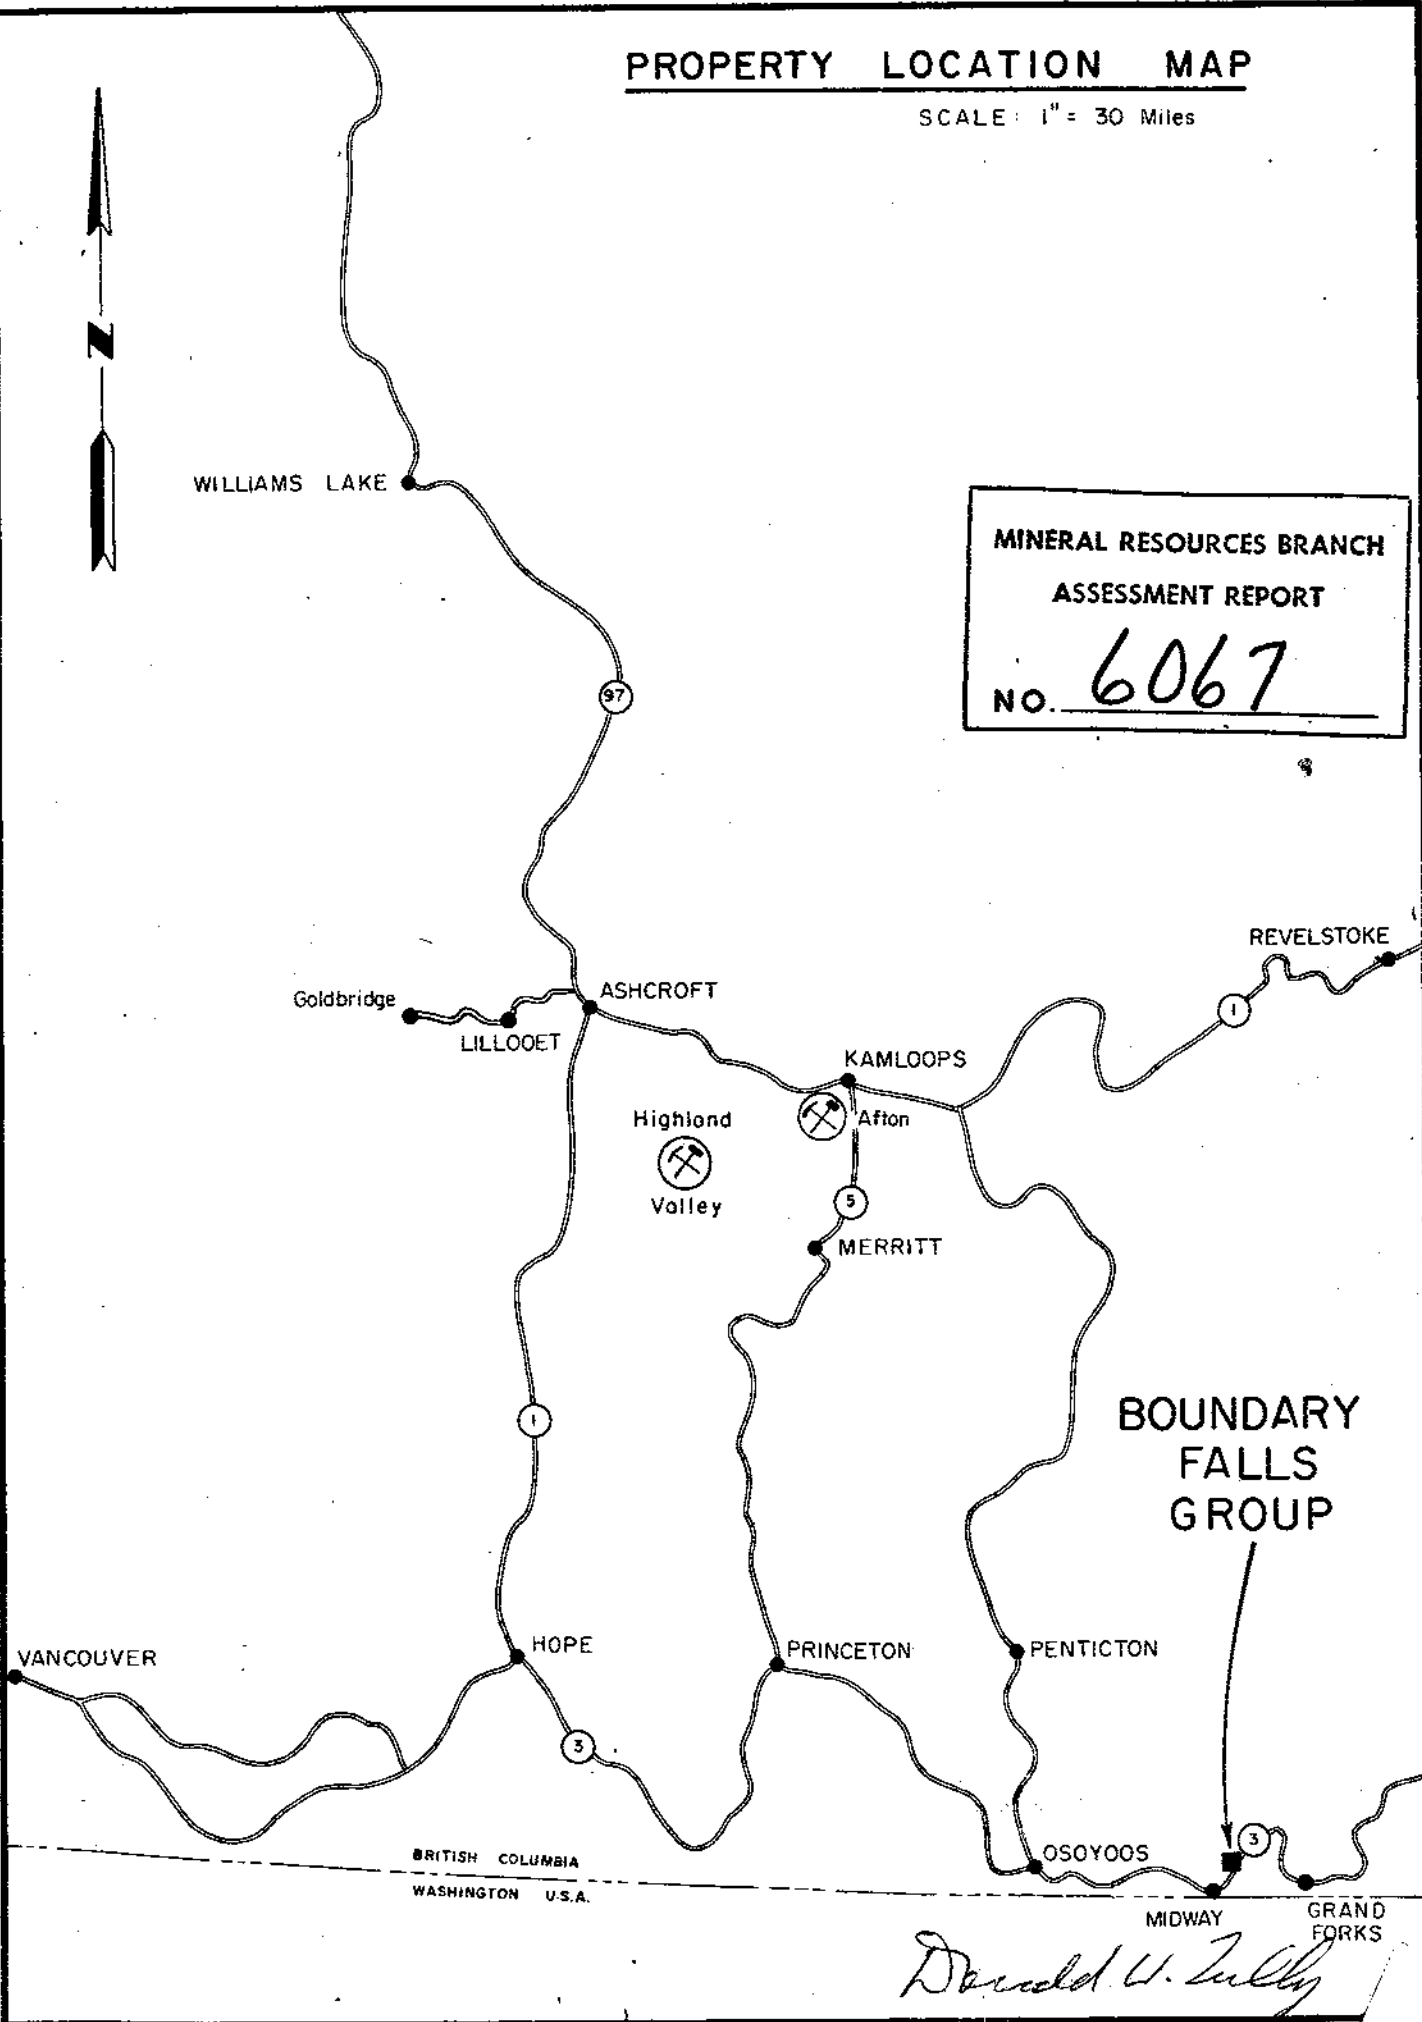 PROPERTY LOCATION MAP
SCALE: 1" = 30 Miles
N
WILLIAMS LAKE
MINERAL RESOURCES BRANCH
ASSESSMENT REPORT
NO. 6067
97
REVELSTOKE
Goldbridge
ASHCROFT
1
LILLOOET
KAMLOOPS
Highland
Afton
Valley
5
MERRITT
BOUNDARY
FALLS
GROUP
1
HOPE
PRINCETON
PENTICTON
VANCOUVER
3
3
BRITISH COLUMBIA
OSOYOOS
WASHINGTON U.S.A.
MIDWAY
GRAND
FORKS
Donald W. Tully